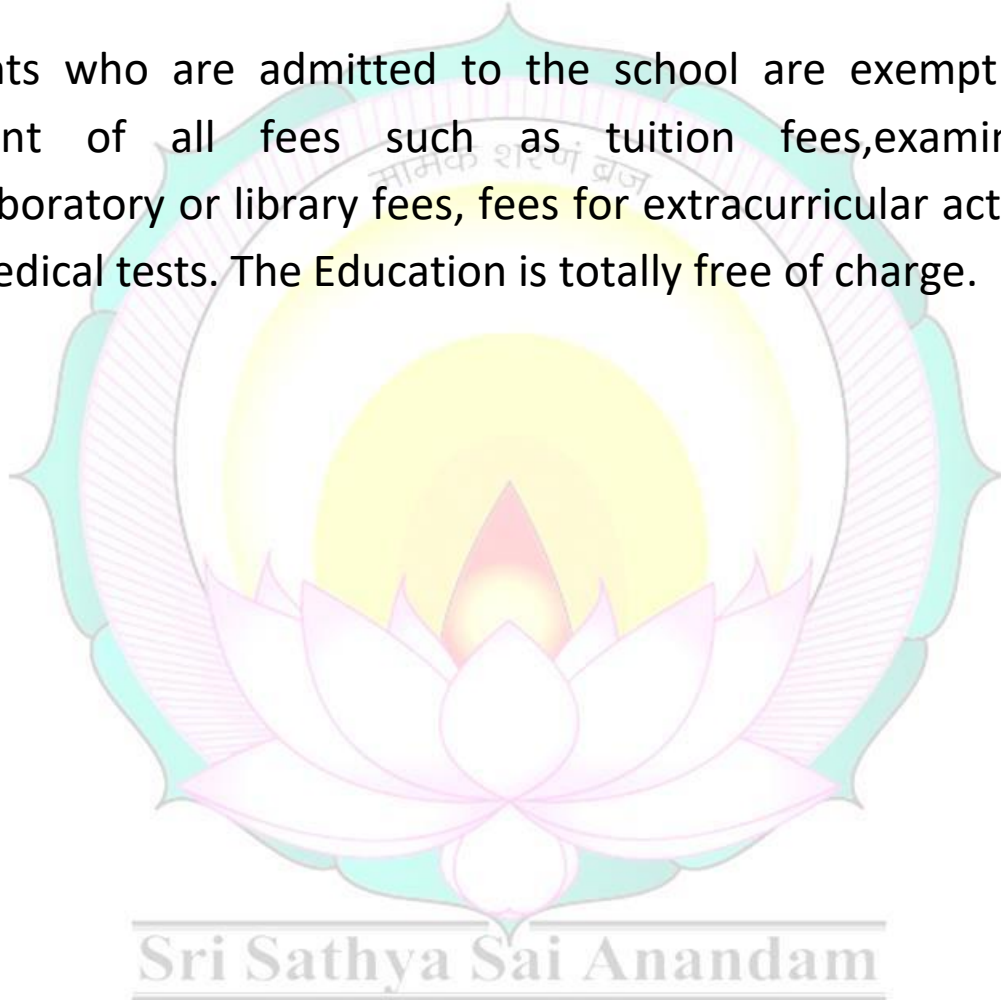 nts who are admitted to the school are exempt
nt of all fees such as tuition fees,examin
boratory or library fees, fees for extracurricular act
edical tests. The Education is totally free of charge.
मामेकं शरणं व्रज
Sri Sathya Sai Anandam